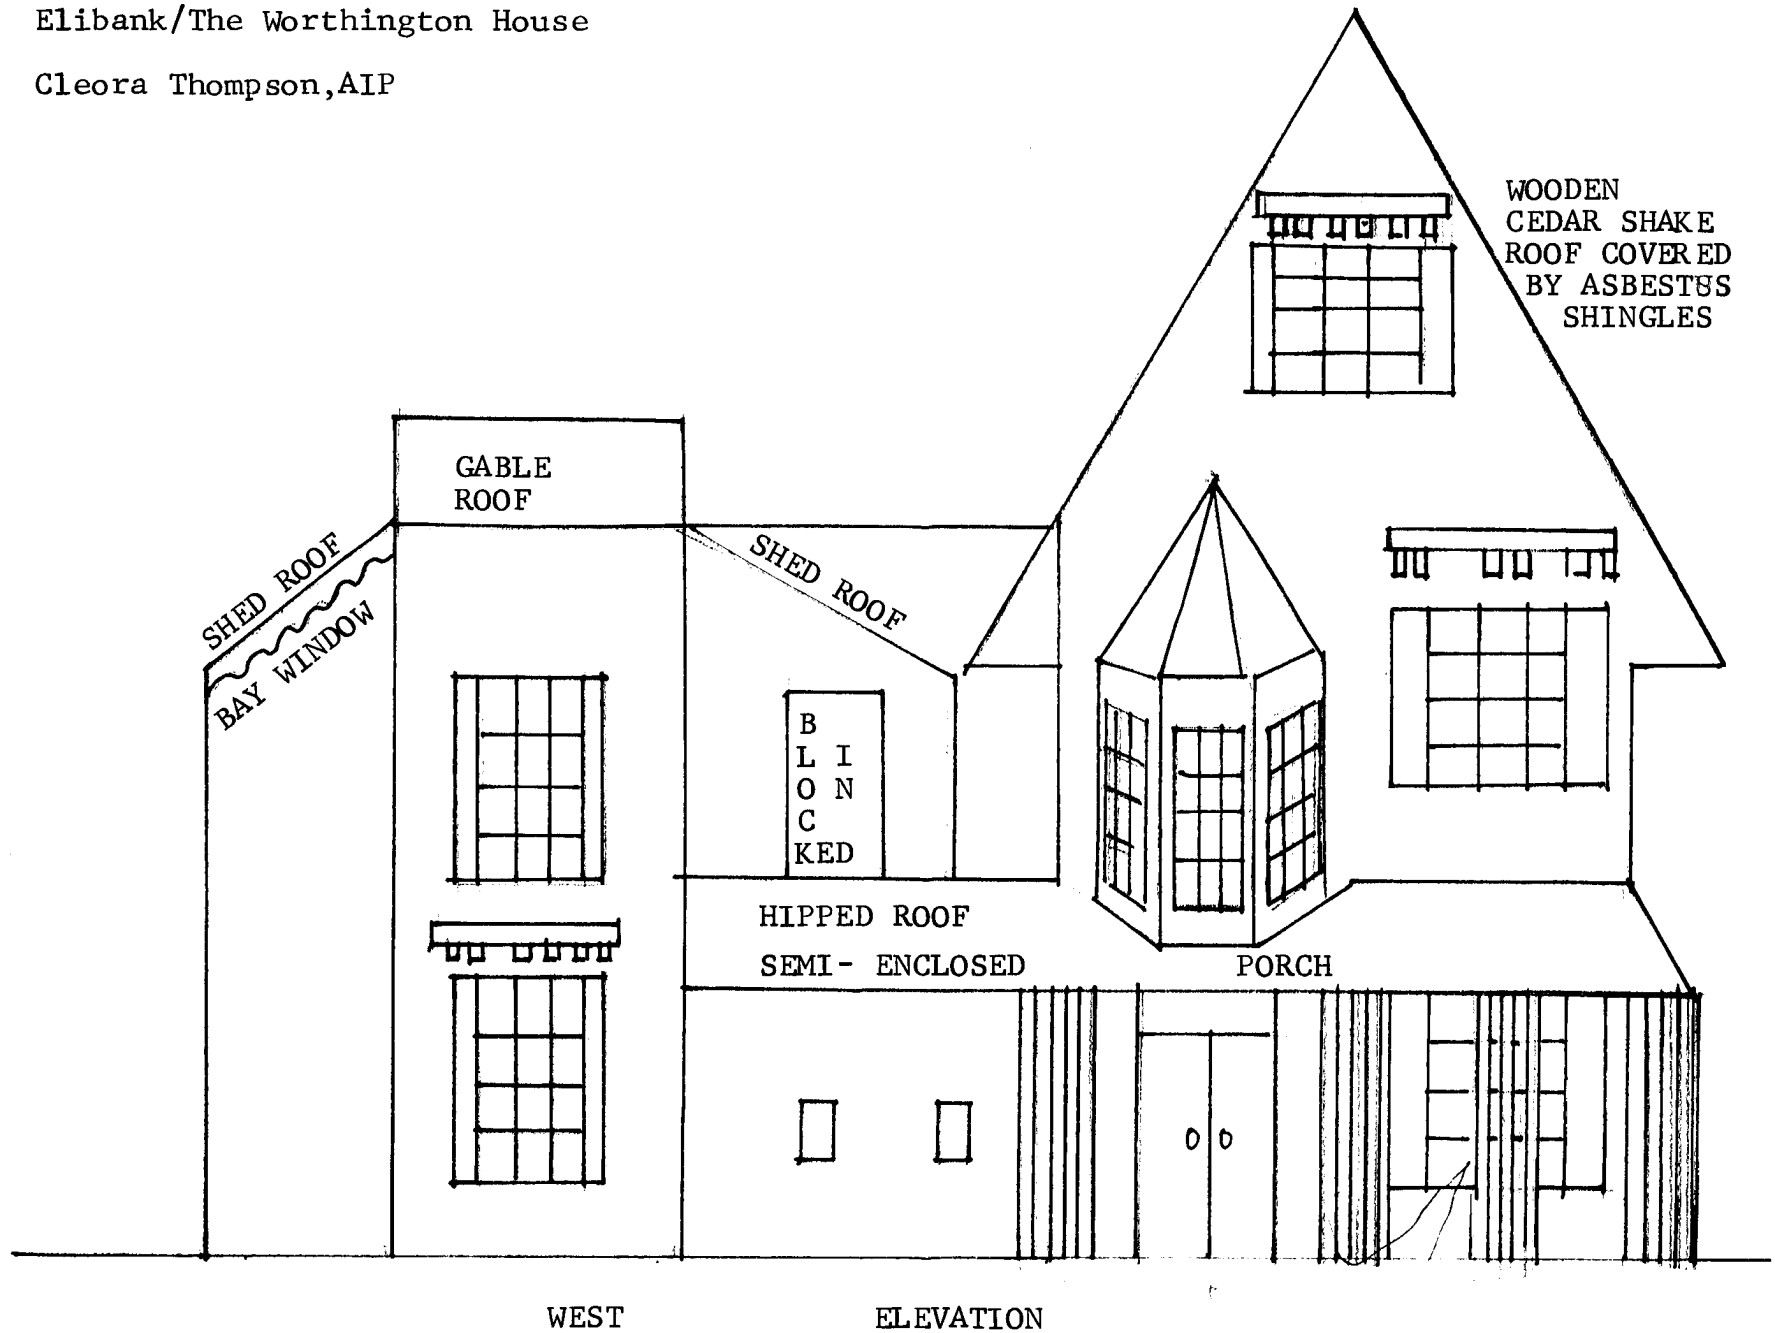 Elibank/The Worthington House
Cleora Thompson,AIP
WOODEN
CEDAR SHAKE
ROOF COVERED
BY ASBESTUS
SHINGLES
GABLE
ROOF
SHED ROOF
BAY WINDOW
SHED ROOF
B
L I
O N
C
KED
HIPPED ROOF
SEMI- ENCLOSED PORCH
WEST ELEVATION